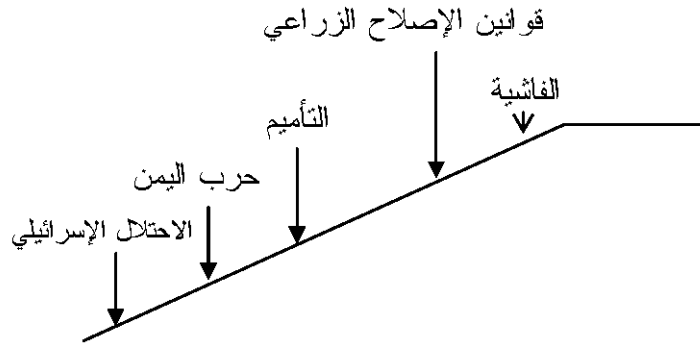 قوانين الإصلاح الزراعي
الفاشية
التأميم
حرب اليمن
الاحتلال الإسرائيلي